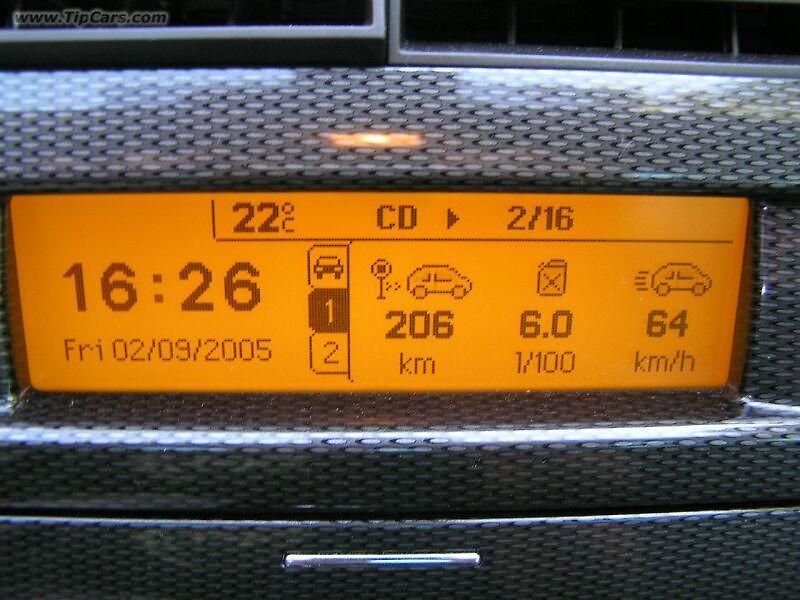 www.TipCars.com
22°C CD 2/16
16:26
Fri 02/09/2005
1
2
206 6.0 64
km l/100 km/h